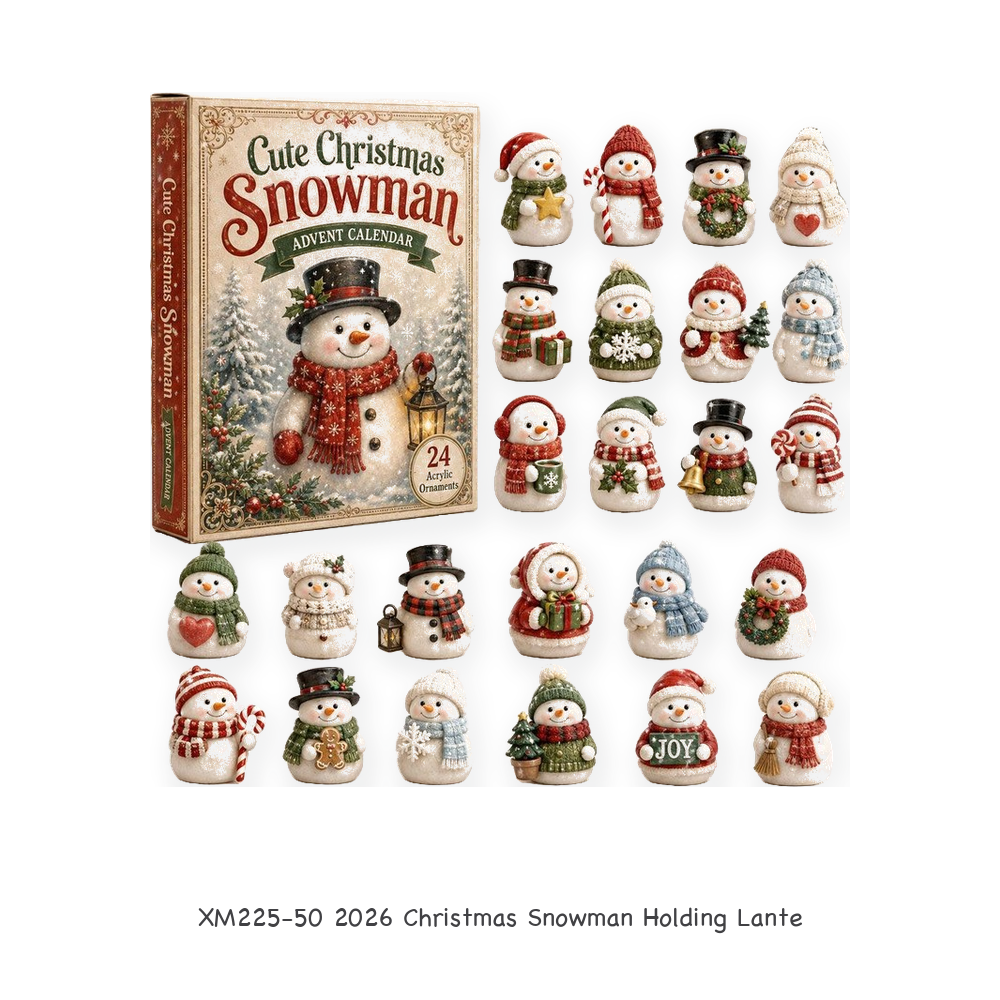 Cute Christmas
Snowman
ADVENT CALENDAR
Cute Christmas Snowman
ADVENT CALENDAR
24
Acrylic
Ornaments
JOY
XM225-50 2026 Christmas Snowman Holding Lante